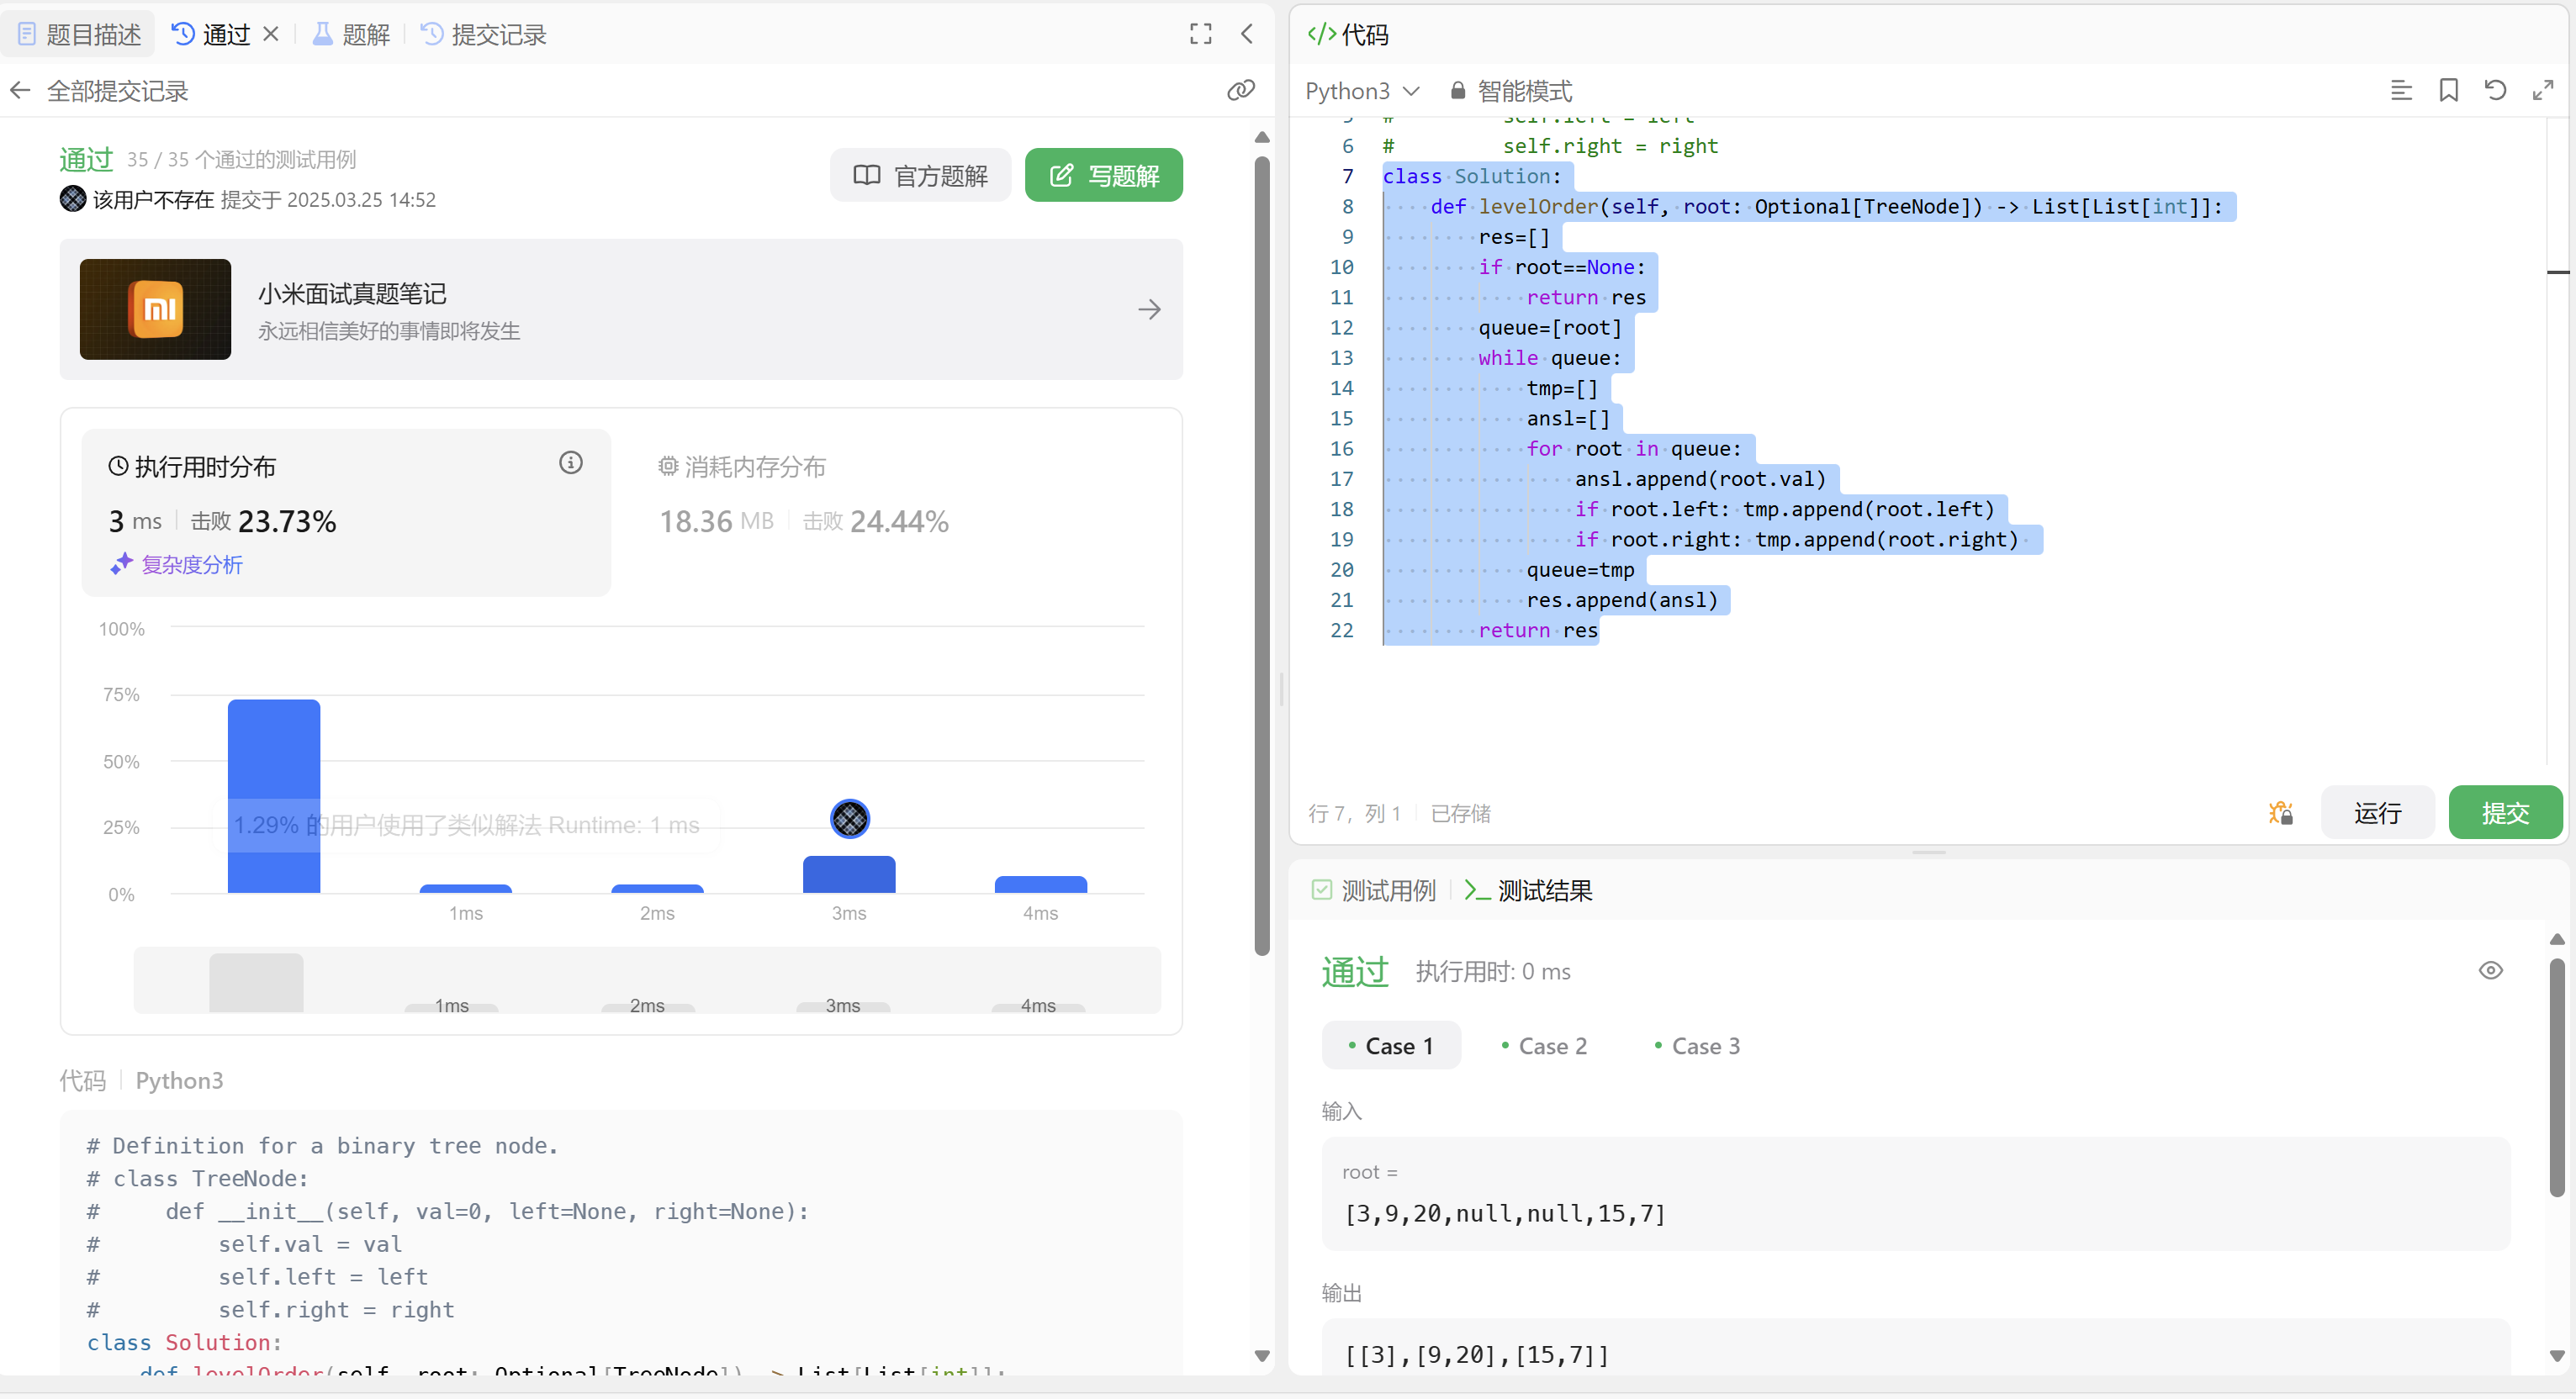 题目描述 通过 题解 提交记录
全部提交记录
通过 35 / 35 个通过的测试用例
该用户不存在 提交于 2025.03.25 14:52
官方题解 写题解
小米面试真题笔记
永远相信美好的事情即将发生
执行用时分布
3 ms 击败 23.73%
复杂度分析
消耗内存分布
18.36 MB 击败 24.44%
100%
75%
50%
25%
0%
1.29% 的用户使用了类似解法 Runtime: 1 ms
1ms 2ms 3ms 4ms
1ms 2ms 3ms 4ms
代码 Python3
# Definition for a binary tree node.
# class TreeNode:
#     def __init__(self, val=0, left=None, right=None):
#         self.val = val
#         self.left = left
#         self.right = right
class Solution:
    def levelOrder(self, root: Optional[TreeNode]) -> List[List[int]]:
</> 代码
Python3 智能模式
5 #         self.left = left
6 #         self.right = right
7 class Solution:
8     def levelOrder(self, root: Optional[TreeNode]) -> List[List[int]]:
9         res=[]
10         if root==None:
11             return res
12         queue=[root]
13         while queue:
14             tmp=[]
15             ansl=[]
16             for root in queue:
17                 ansl.append(root.val)
18                 if root.left: tmp.append(root.left)
19                 if root.right: tmp.append(root.right)
20             queue=tmp
21             res.append(ansl)
22         return res
行 7，列 1 已存储
运行 提交
测试用例 测试结果
通过 执行用时: 0 ms
Case 1 Case 2 Case 3
输入
root =
[3,9,20,null,null,15,7]
输出
[[3],[9,20],[15,7]]